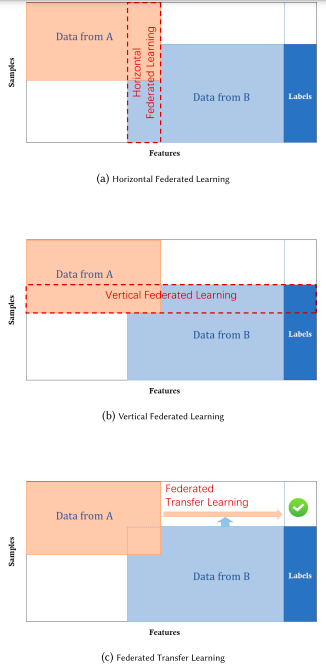 Data from A
Horizontal
Federated Learning
Data from B
Labels
Samples
Features
(a) Horizontal Federated Learning
Data from A
Vertical Federated Learning
Data from B
Labels
Samples
Features
(b) Vertical Federated Learning
Federated
Transfer Learning
Data from A
Data from B
Labels
Samples
Features
(c) Federated Transfer Learning